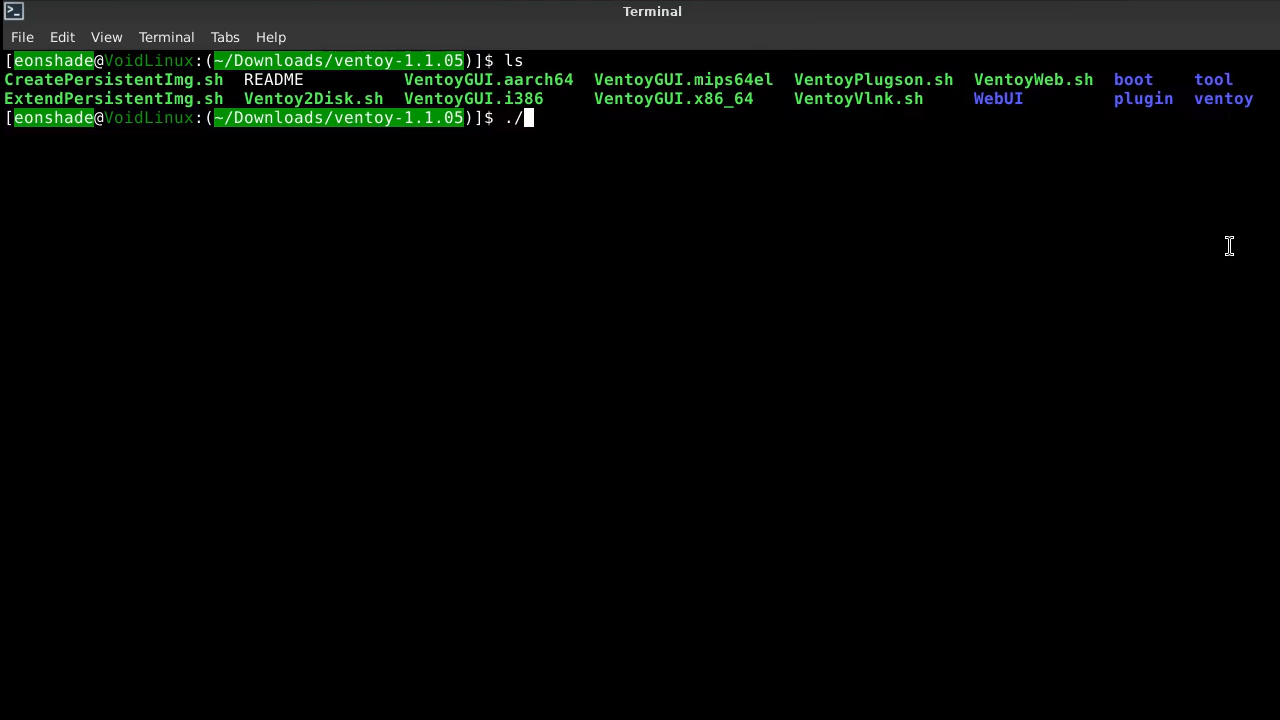 Terminal
File Edit View Terminal Tabs Help
[eonshade@VoidLinux:(~/Downloads/ventoy-1.1.05)]$ ls
CreatePersistentImg.sh README VentoyGUI.aarch64 VentoyGUI.mips64el VentoyPlugson.sh VentoyWeb.sh boot tool
ExtendPersistentImg.sh Ventoy2Disk.sh VentoyGUI.i386 VentoyGUI.x86_64 VentoyVlnk.sh WebUI plugin ventoy
[eonshade@VoidLinux:(~/Downloads/ventoy-1.1.05)]$ ./